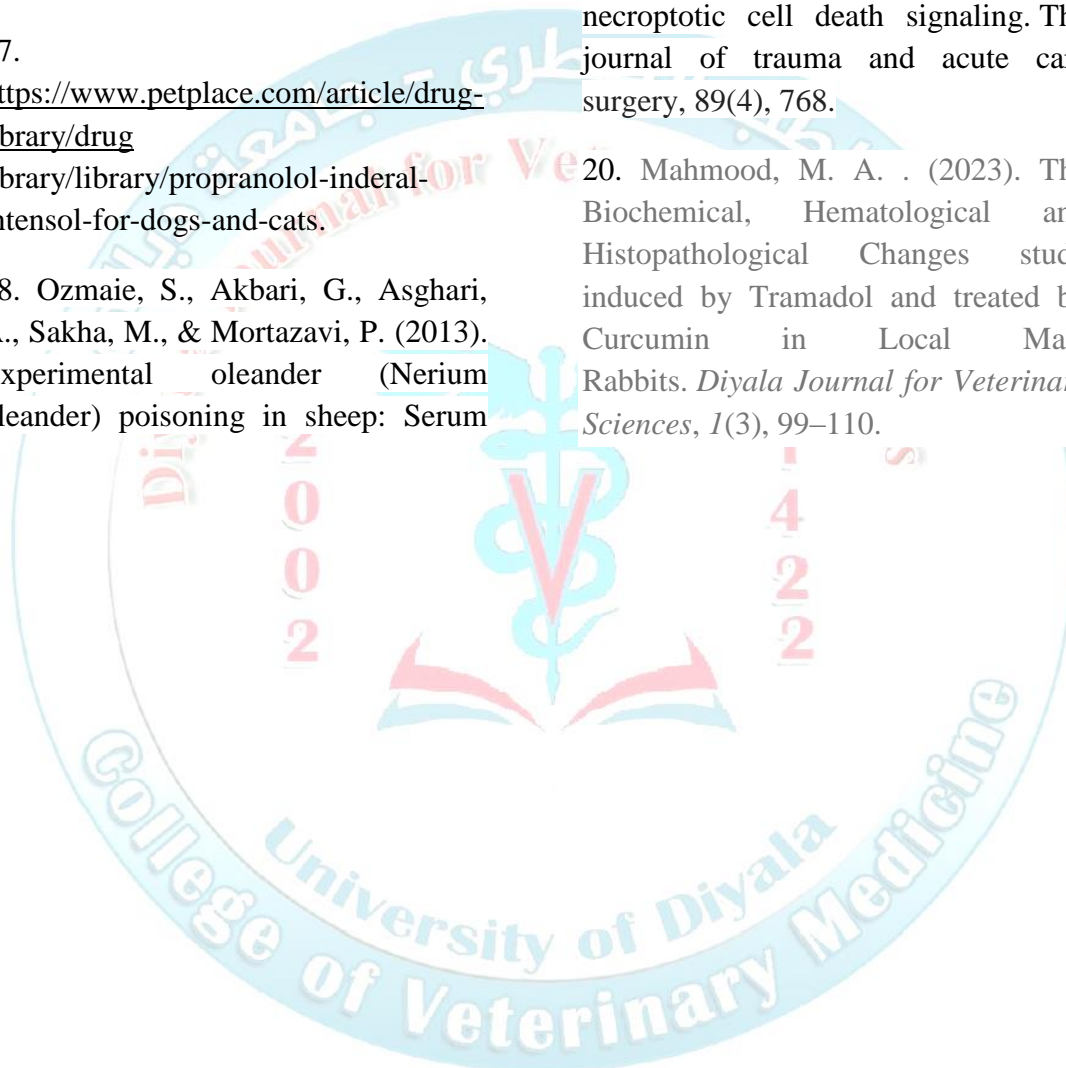 7.
ttps://www.petplace.com/article/drug-
brary/drug
brary/library/propranolol-inderal-
ntensol-for-dogs-and-cats.
8. Ozmaie, S., Akbari, G., Asghari,
., Sakha, M., & Mortazavi, P. (2013).
xperimental oleander (Nerium
leander) poisoning in sheep: Serum
necroptotic cell death signaling. Th
journal of trauma and acute ca
surgery, 89(4), 768.
20. Mahmood, M. A. . (2023). Th
Biochemical, Hematological an
Histopathological Changes stud
induced by Tramadol and treated b
Curcumin in Local Ma
Rabbits. Diyala Journal for Veterinar
Sciences, 1(3), 99–110.
2002
1422
University of Diyala
College of Veterinary Medicine